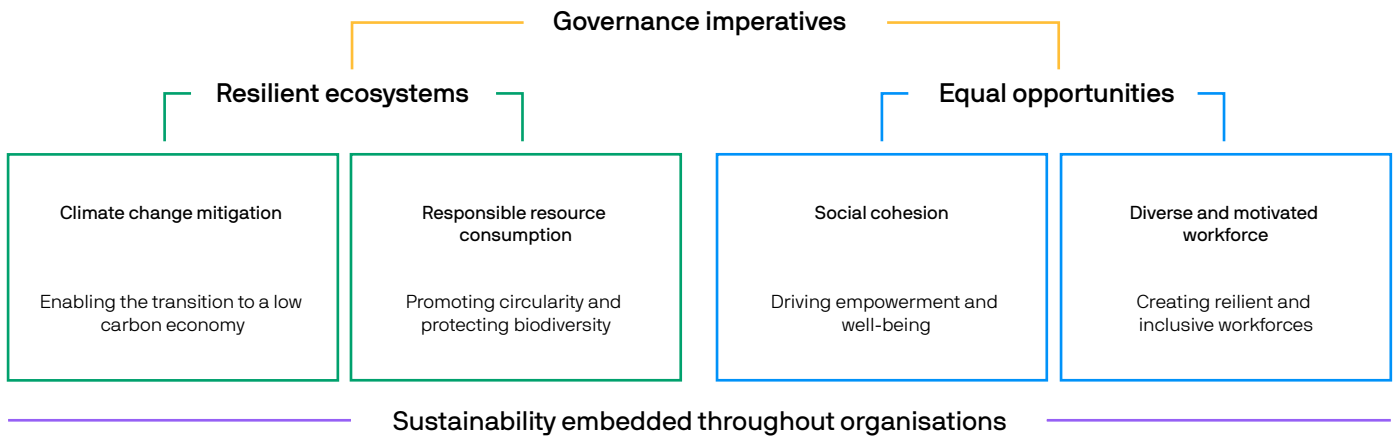 Governance imperatives
Resilient ecosystems
Equal opportunities
Climate change mitigation
Enabling the transition to a low
carbon economy
Responsible resource
consumption
Promoting circularity and
protecting biodiversity
Social cohesion
Driving empowerment and
well-being
Diverse and motivated
workforce
Creating resilient and
inclusive workforces
Sustainability embedded throughout organisations